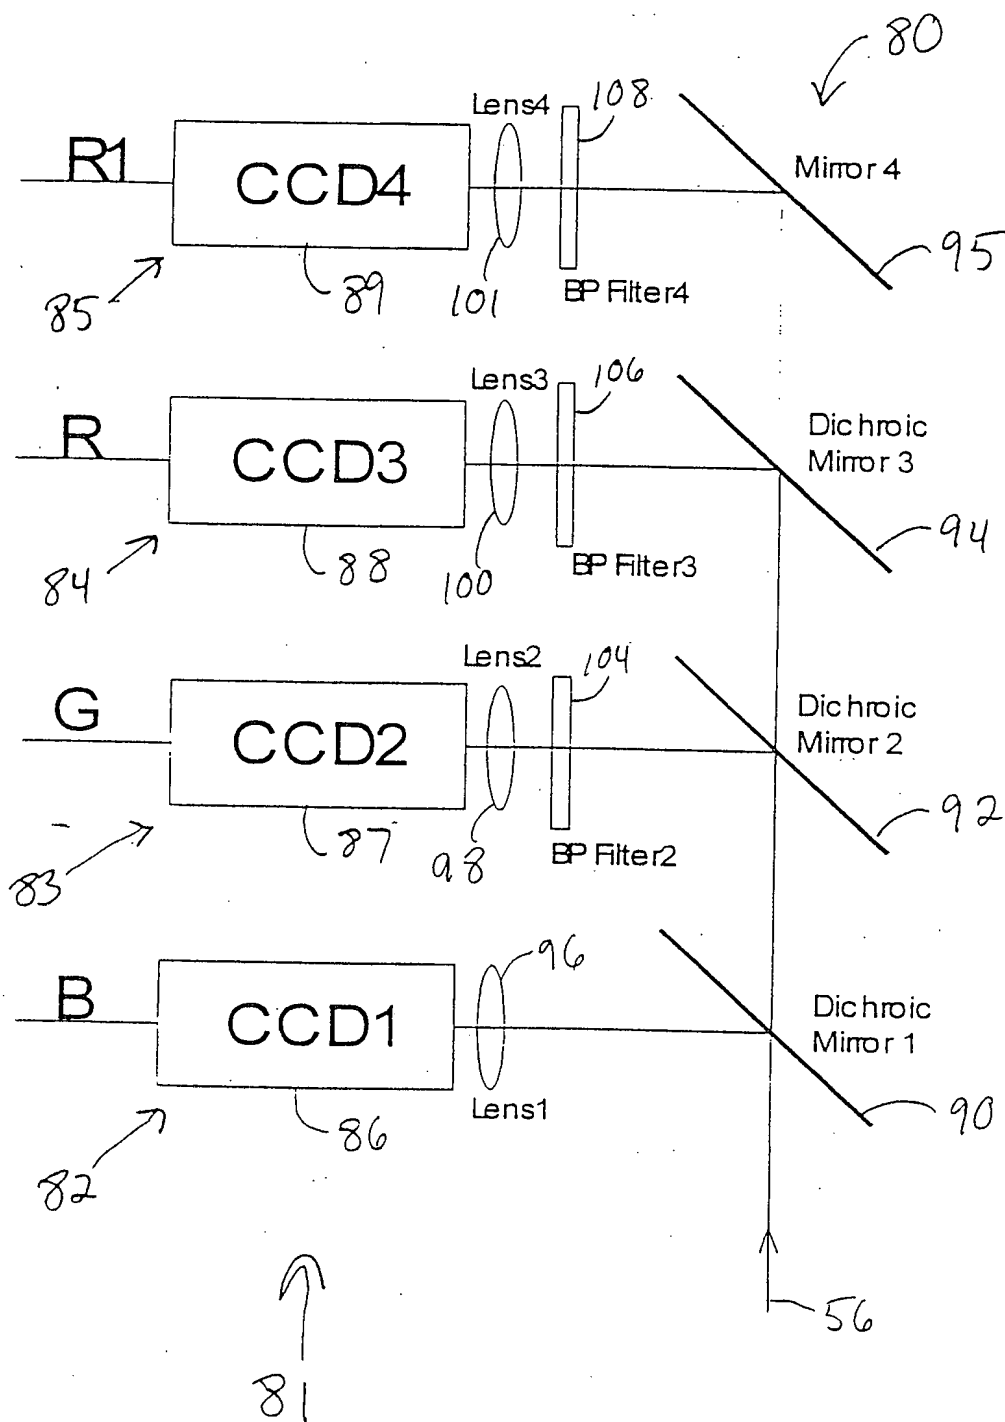 80
Lens4
108
R1
CCD4
Mirror 4
95
85
89
101
BP Filter4
Lens3
106
R
CCD3
Dichroic
Mirror 3
94
84
88
100
BP Filter3
Lens2
104
G
CCD2
Dichroic
Mirror 2
92
83
87
98
BP Filter2
96
B
CCD1
Dichroic
Mirror 1
90
82
86
Lens1
56
81